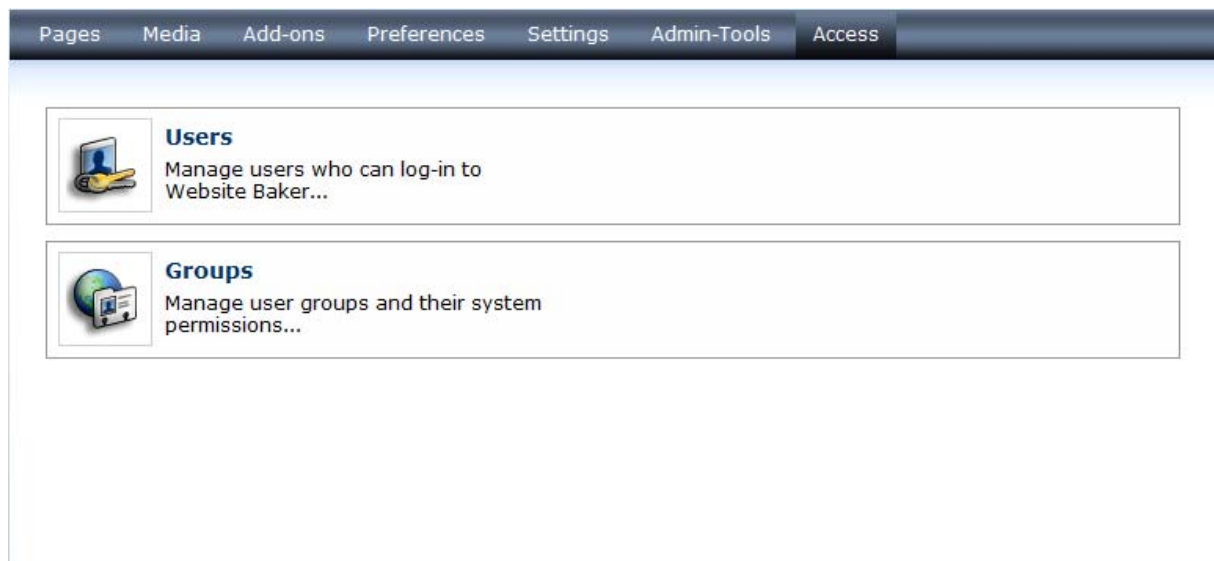 Pages Media Add-ons Preferences Settings Admin-Tools Access
Users
Manage users who can log-in to
Website Baker...
Groups
Manage user groups and their system
permissions...